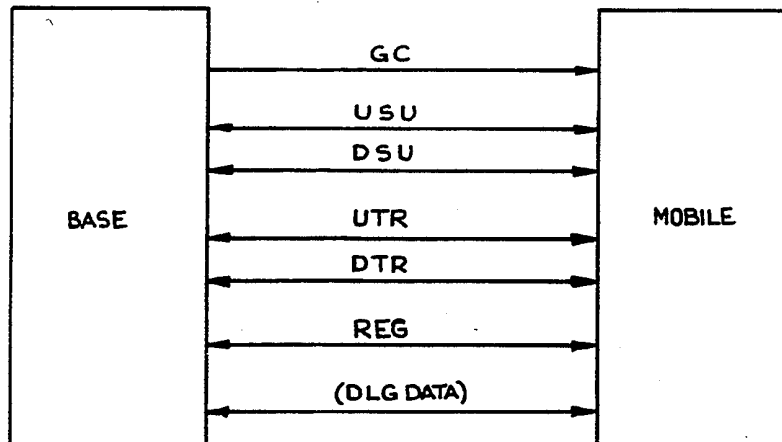 GC
USU
DSU
BASE
UTR
MOBILE
DTR
REG
(DLG DATA)